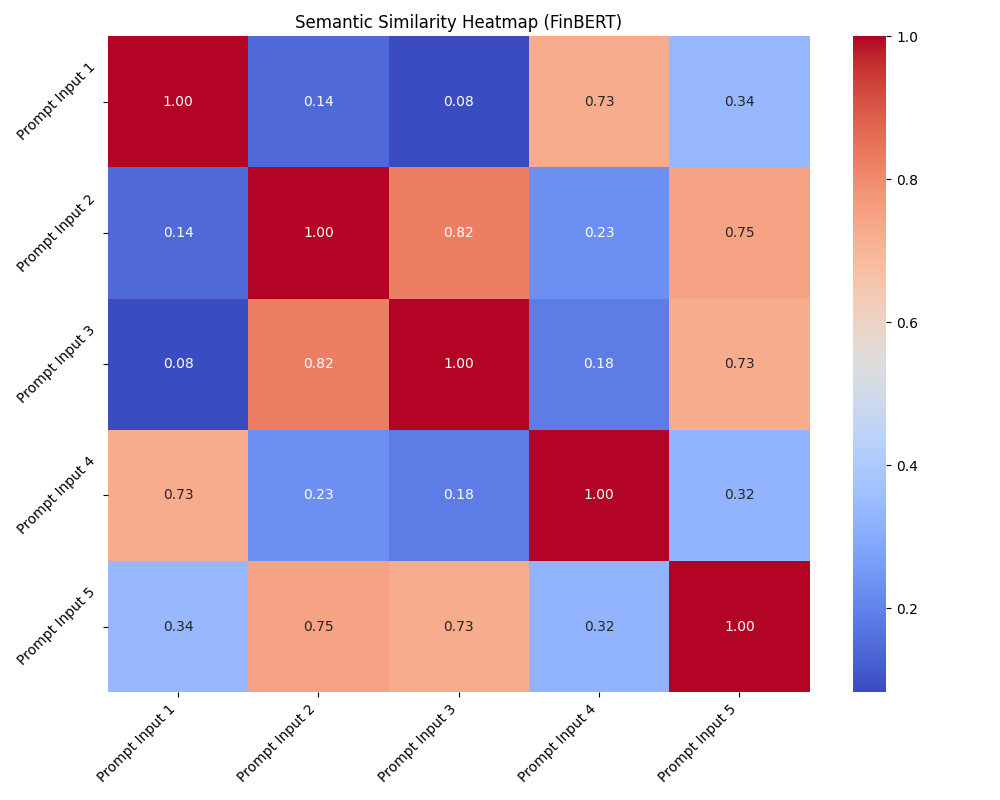 Semantic Similarity Heatmap (FinBERT)
Prompt Input 1
1.00 0.14 0.08 0.73 0.34
Prompt Input 2
0.14 1.00 0.82 0.23 0.75
Prompt Input 3
0.08 0.82 1.00 0.18 0.73
Prompt Input 4
0.73 0.23 0.18 1.00 0.32
Prompt Input 5
0.34 0.75 0.73 0.32 1.00
Prompt Input 1
Prompt Input 2
Prompt Input 3
Prompt Input 4
Prompt Input 5
1.0
0.8
0.6
0.4
0.2